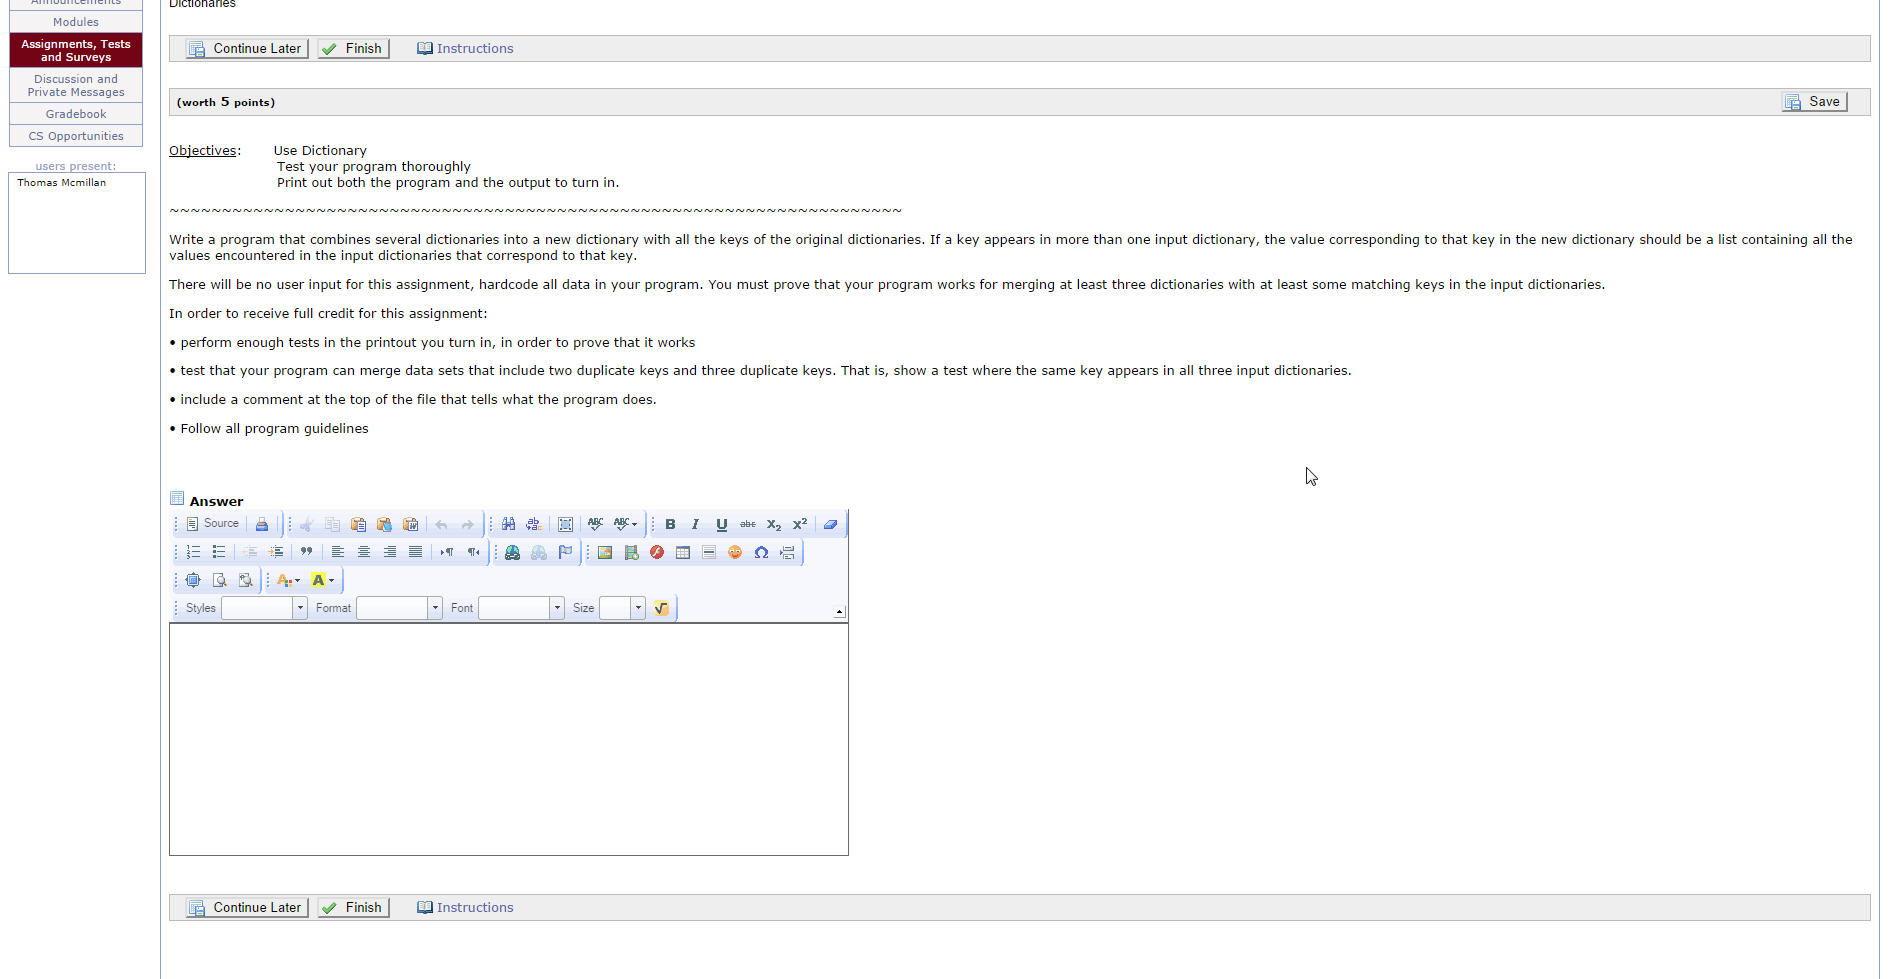 Announcements
Modules
Assignments, Tests
and Surveys
Discussion and
Private Messages
Gradebook
CS Opportunities
users present:
Thomas Mcmillan
Dictionaries
Continue Later Finish Instructions
(worth 5 points) Save
Objectives: Use Dictionary
Test your program thoroughly
Print out both the program and the output to turn in.
~~~~~~~~~~~~~~~~~~~~~~~~~~~~~~~~~~~~~~~~~~~~~~~~~~~~~~~~~~~~~~~~~~~~~~
Write a program that combines several dictionaries into a new dictionary with all the keys of the original dictionaries. If a key appears in more than one input dictionary, the value corresponding to that key in the new dictionary should be a list containing all the
values encountered in the input dictionaries that correspond to that key.
There will be no user input for this assignment, hardcode all data in your program. You must prove that your program works for merging at least three dictionaries with at least some matching keys in the input dictionaries.
In order to receive full credit for this assignment:
• perform enough tests in the printout you turn in, in order to prove that it works
• test that your program can merge data sets that include two duplicate keys and three duplicate keys. That is, show a test where the same key appears in all three input dictionaries.
• include a comment at the top of the file that tells what the program does.
• Follow all program guidelines
Answer
Source ABC ABC B I U abc X₂ X²
A A
Styles Format Font Size
Continue Later Finish Instructions